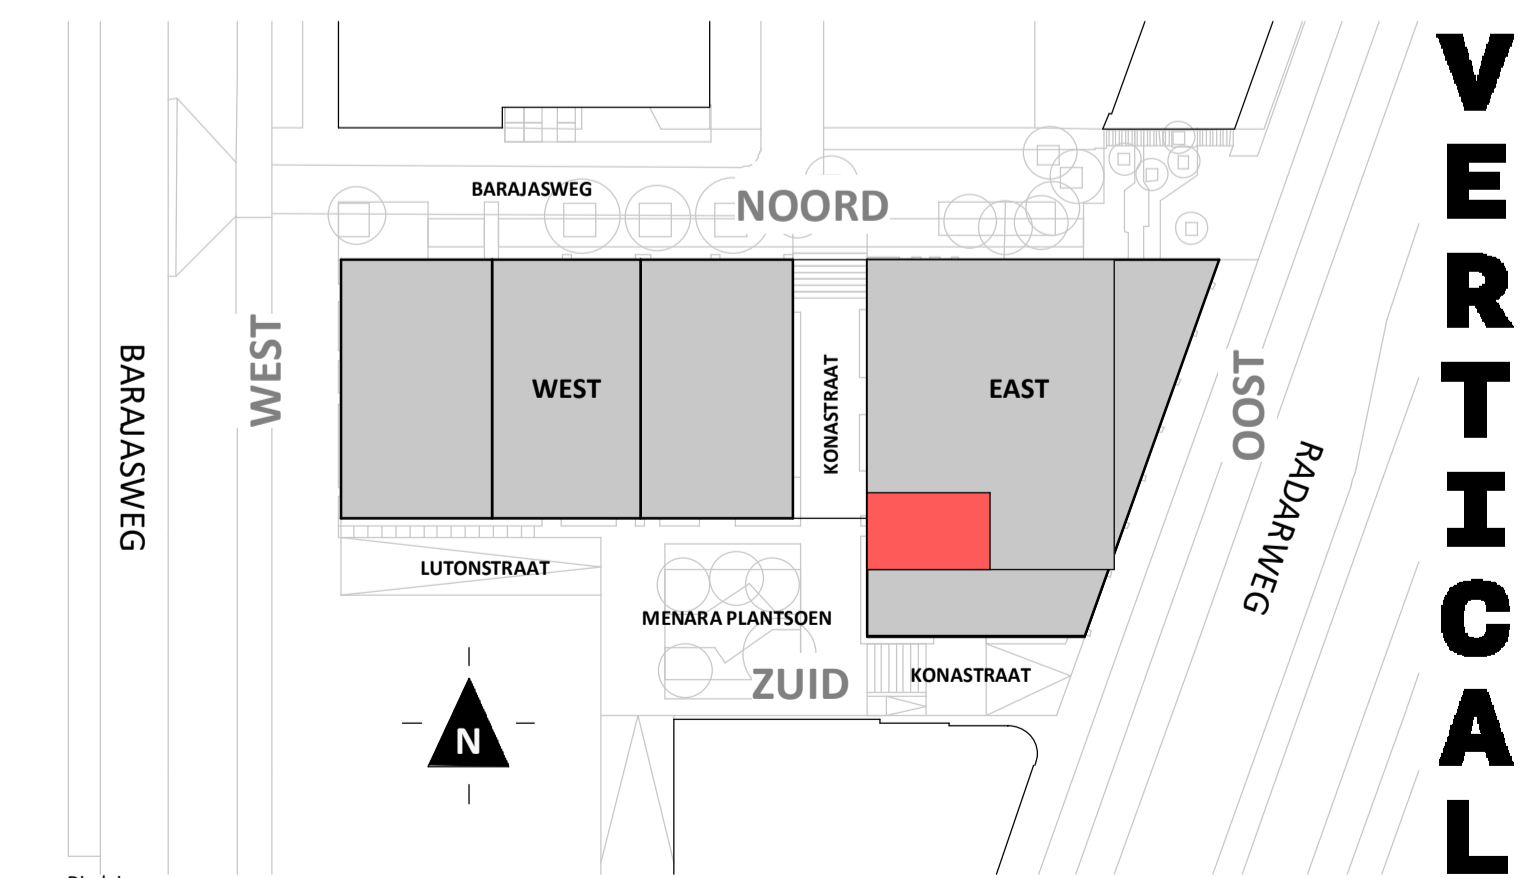 BARAJASWEG
NOORD
WEST
BARAJASWEG
WEST
KONASTRAAT
EAST
OOST
RADARWEG
LUTONSTRAAT
MENARA PLANTSOEN
ZUID
KONASTRAAT
N
VERTICAL